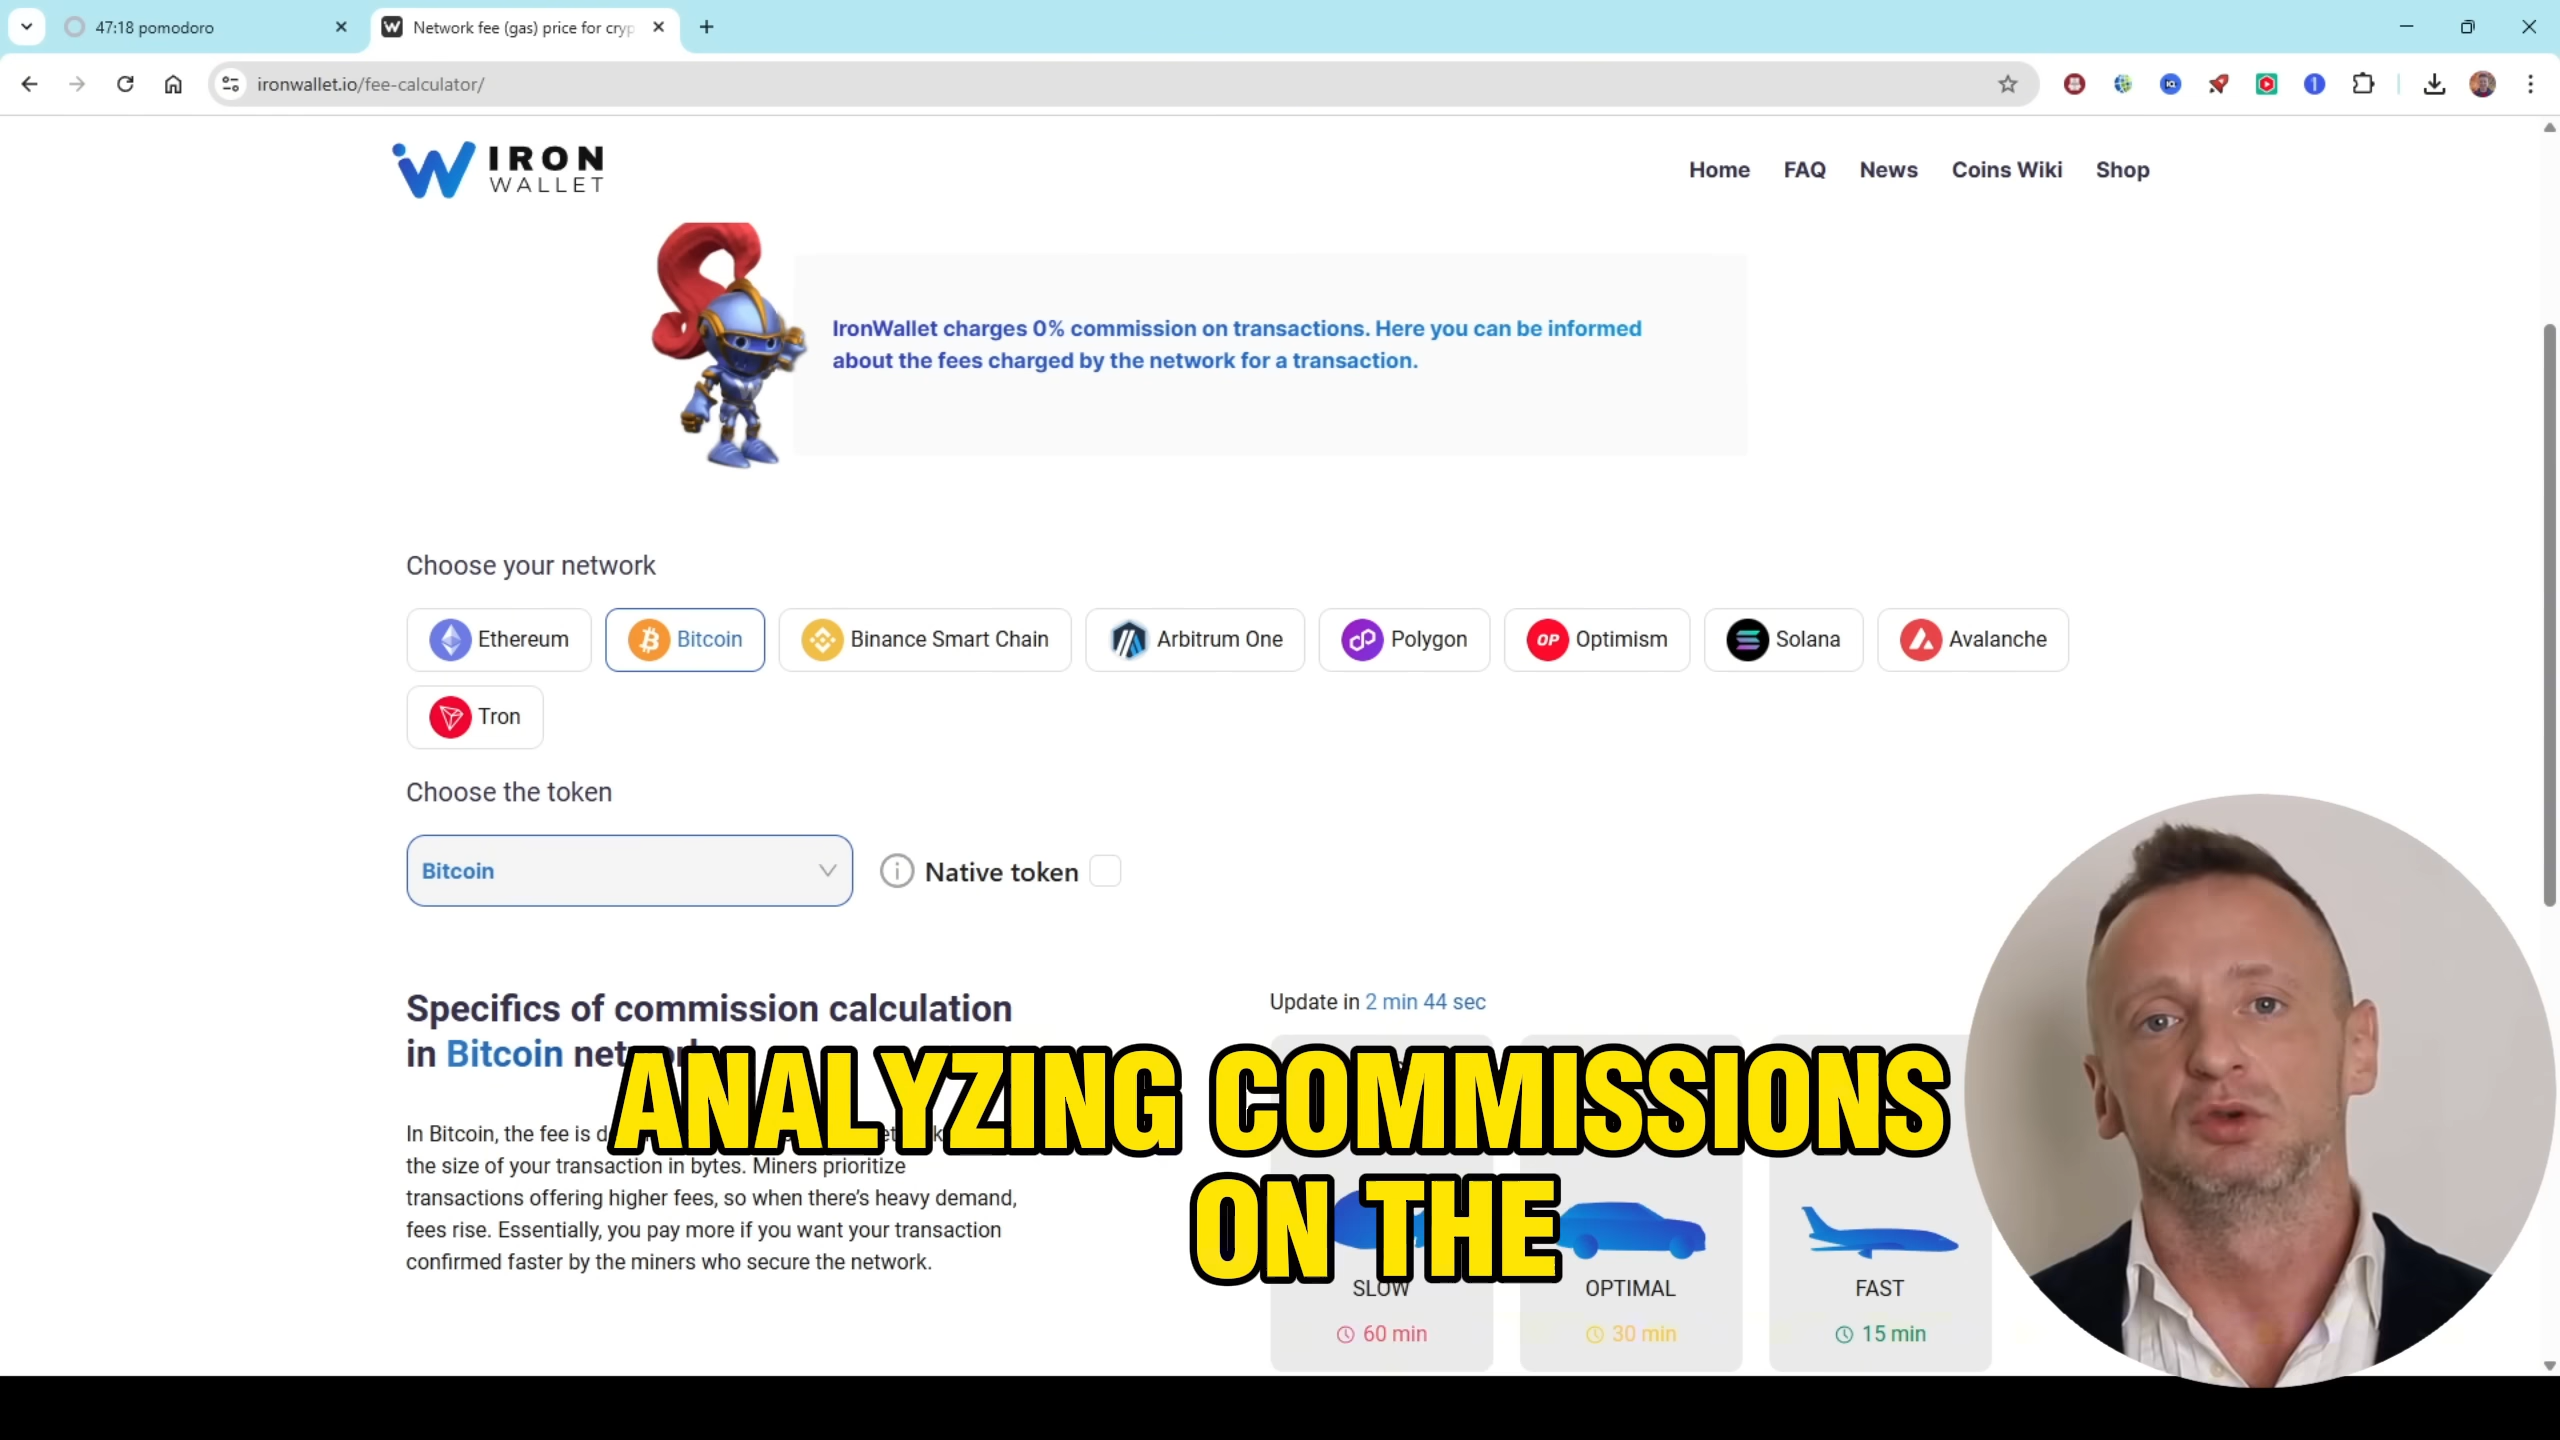 47:18 pomodoro
Network fee (gas) price for cryp
ironwallet.io/fee-calculator/
IRON
WALLET
Home
FAQ
News
Coins Wiki
Shop
IronWallet charges 0% commission on transactions. Here you can be informed
about the fees charged by the network for a transaction.
Choose your network
Ethereum
Bitcoin
Binance Smart Chain
Arbitrum One
Polygon
OP Optimism
Solana
Avalanche
Tron
Choose the token
Bitcoin
Native token
Specifics of commission calculation
in Bitcoin network
Update in 2 min 44 sec
ANALYZING COMMISSIONS
ON THE
In Bitcoin, the fee is
the size of your transaction in bytes. Miners prioritize
transactions offering higher fees, so when there's heavy demand,
fees rise. Essentially, you pay more if you want your transaction
confirmed faster by the miners who secure the network.
SLOW
60 min
OPTIMAL
30 min
FAST
15 min